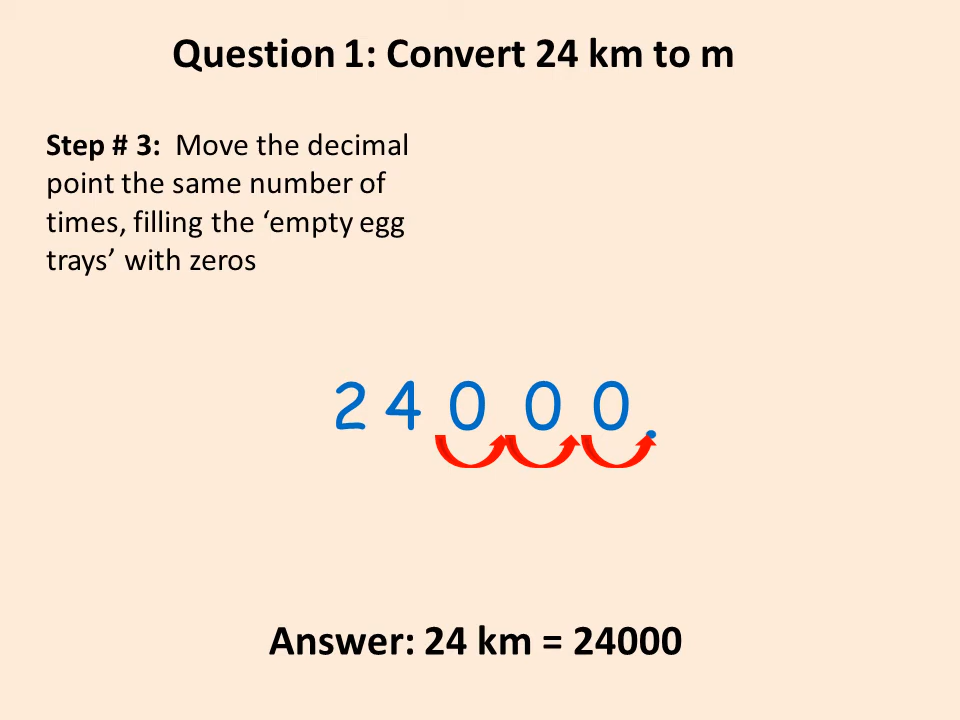 Question 1: Convert 24 km to m
Step # 3: Move the decimal
point the same number of
times, filling the ‘empty egg
trays’ with zeros
2 4 0 0 0 .
Answer: 24 km = 24000